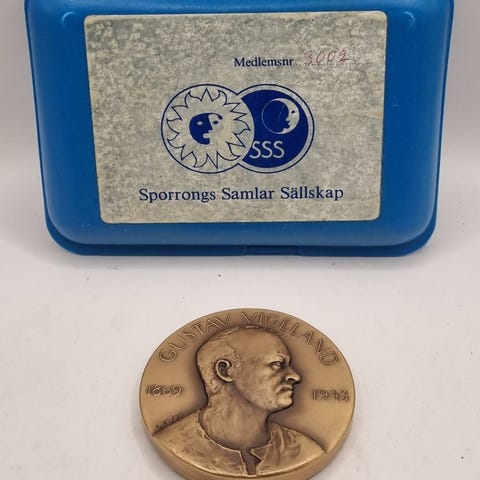 Medlemsnr 3002
SSS
Sporrongs Samlar Sällskap
GUSTAV VIGELAND
1869 1943